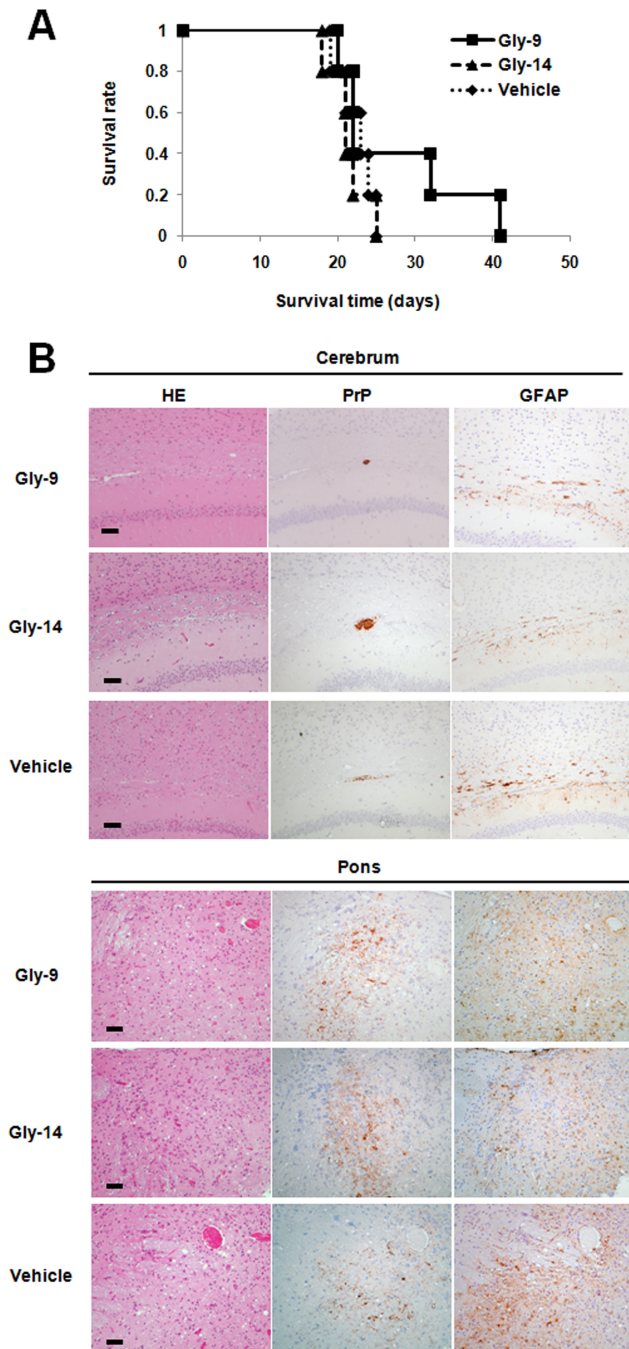 A
Gly-9
Gly-14
Vehicle
Survival rate
1
0.8
0.6
0.4
0.2
0
0 10 20 30 40 50
Survival time (days)
B
Cerebrum
HE PrP GFAP
Gly-9
Gly-14
Vehicle
Pons
Gly-9
Gly-14
Vehicle